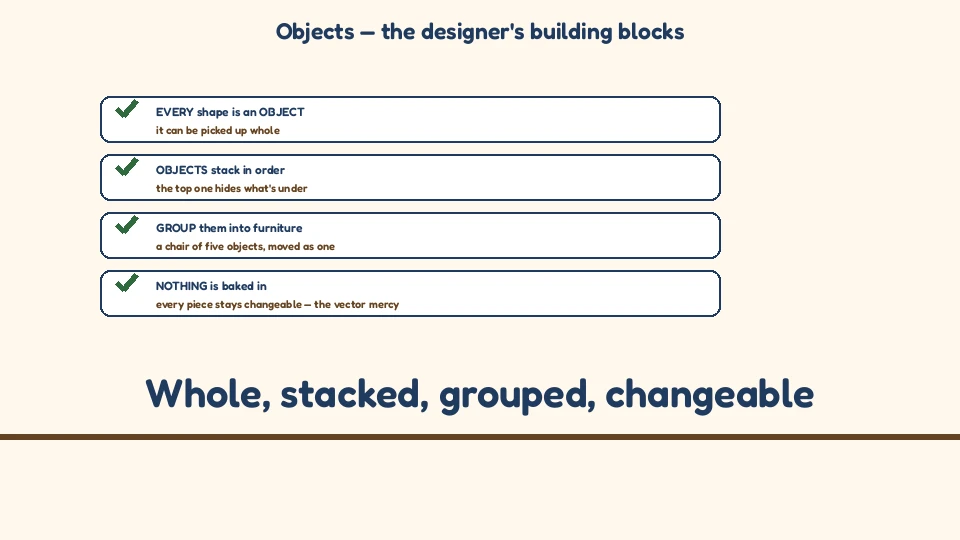 Objects — the designer's building blocks
EVERY shape is an OBJECT
it can be picked up whole
OBJECTS stack in order
the top one hides what's under
GROUP them into furniture
a chair of five objects, moved as one
NOTHING is baked in
every piece stays changeable — the vector mercy
Whole, stacked, grouped, changeable